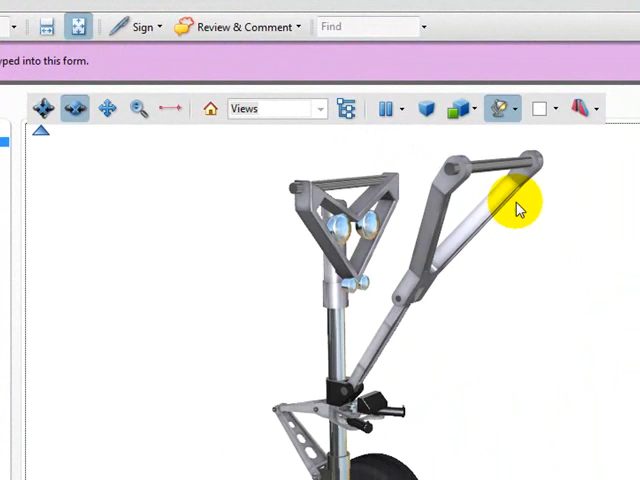 Sign
Review & Comment
Find
yped into this form.
Views